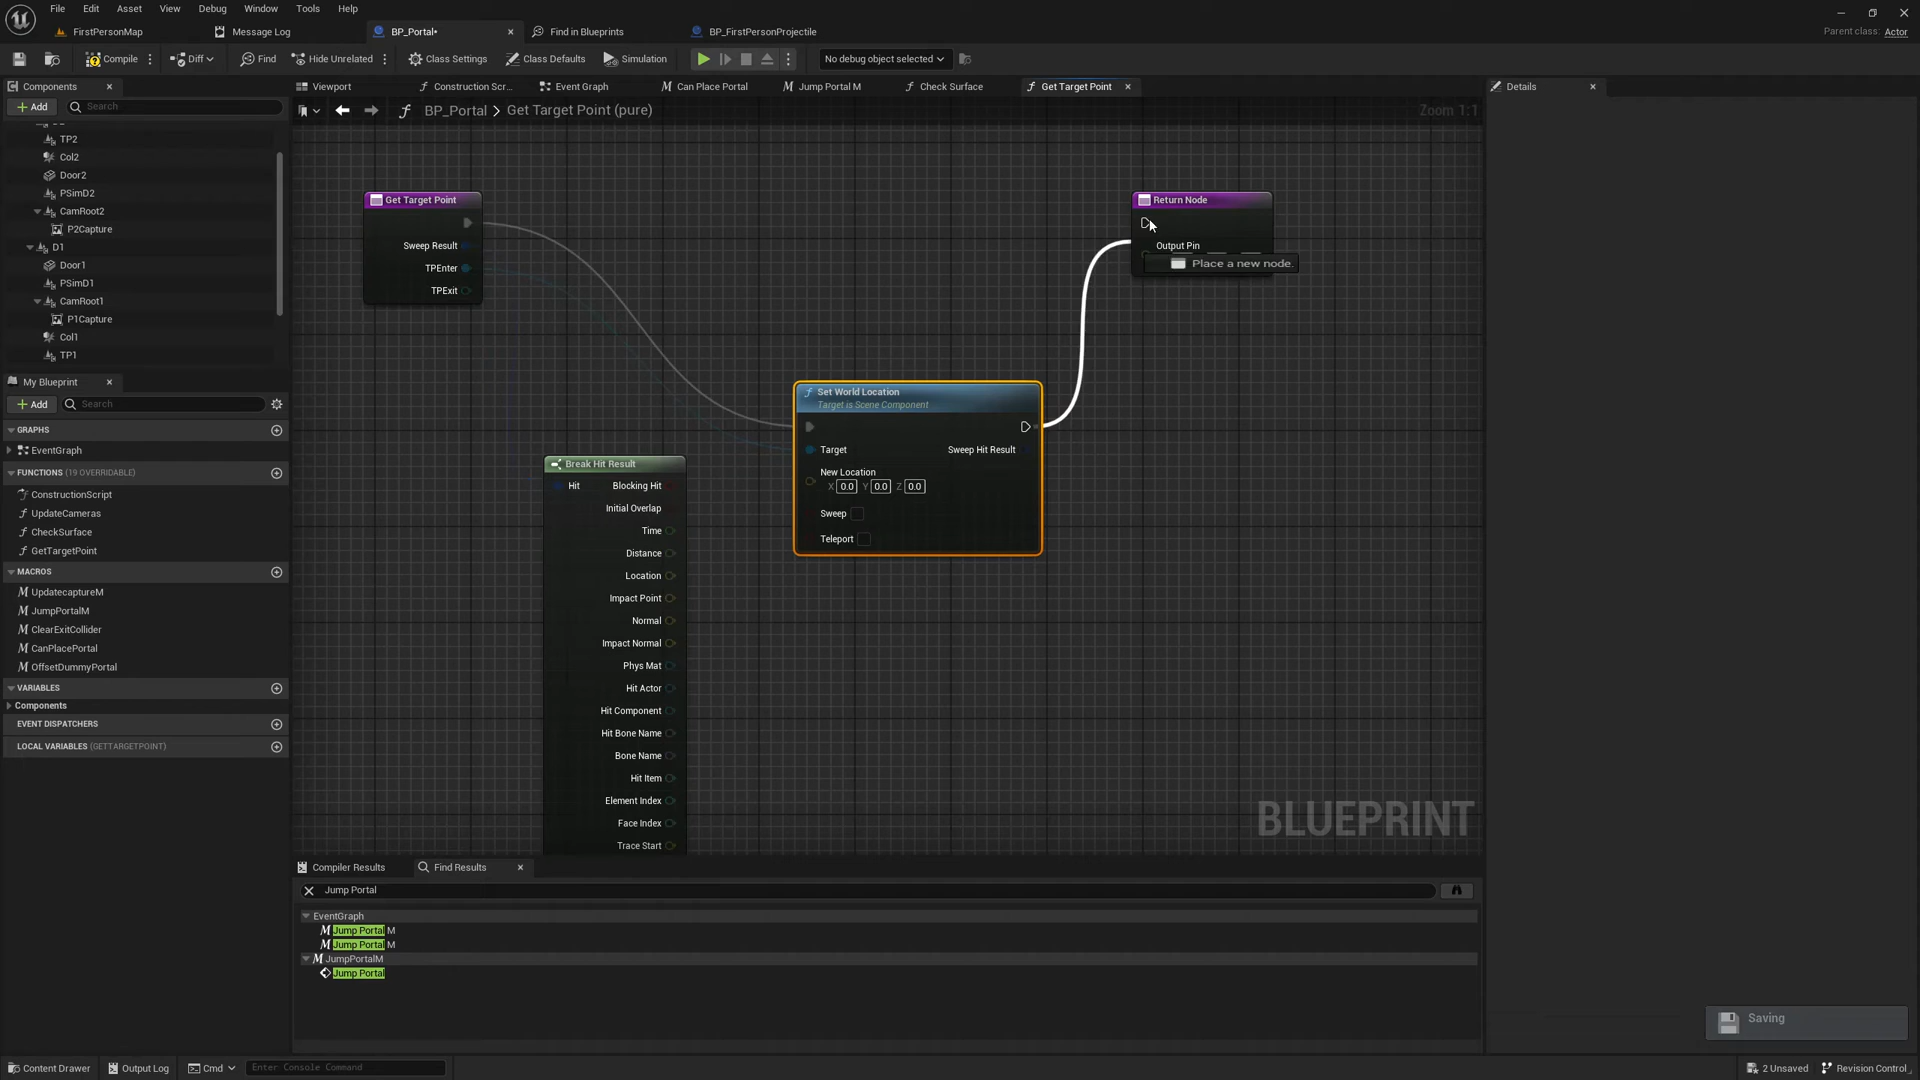 File Edit Asset View Debug Window Tools Help
FirstPersonMap Message Log BP_Portal* Find in Blueprints BP_FirstPersonProjectile
Parent class: Actor
Compile Diff Find Hide Unrelated Class Settings Class Defaults Simulation No debug object selected
Components
Add Search
TP2
Col2
Door2
PSimD2
CamRoot2
P2Capture
D1
Door1
PSimD1
CamRoot1
P1Capture
Col1
TP1
My Blueprint
Add Search
GRAPHS
EventGraph
FUNCTIONS (19 OVERRIDABLE)
ConstructionScript
UpdateCameras
CheckSurface
GetTargetPoint
MACROS
UpdatecaptureM
JumpPortalM
ClearExitCollider
CanPlacePortal
OffsetDummyPortal
VARIABLES
Components
EVENT DISPATCHERS
LOCAL VARIABLES (GETTARGETPOINT)
Viewport Construction Scr... Event Graph Can Place Portal Jump Portal M Check Surface Get Target Point
BP_Portal > Get Target Point (pure)
Zoom 1:1
Get Target Point
Sweep Result
TPEnter
TPExit
Return Node
Output Pin
Place a new node.
Set World Location
Target is Scene Component
Target Sweep Hit Result
New Location
X 0.0 Y 0.0 Z 0.0
Sweep
Teleport
Break Hit Result
Hit Blocking Hit
Initial Overlap
Time
Distance
Location
Impact Point
Normal
Impact Normal
Phys Mat
Hit Actor
Hit Component
Hit Bone Name
Bone Name
Hit Item
Element Index
Face Index
Trace Start
BLUEPRINT
Details
Compiler Results Find Results
Jump Portal
EventGraph
Jump Portal M
Jump Portal M
JumpPortalM
Jump Portal
Saving
Content Drawer Output Log Cmd Enter Console Command
2 Unsaved Revision Control